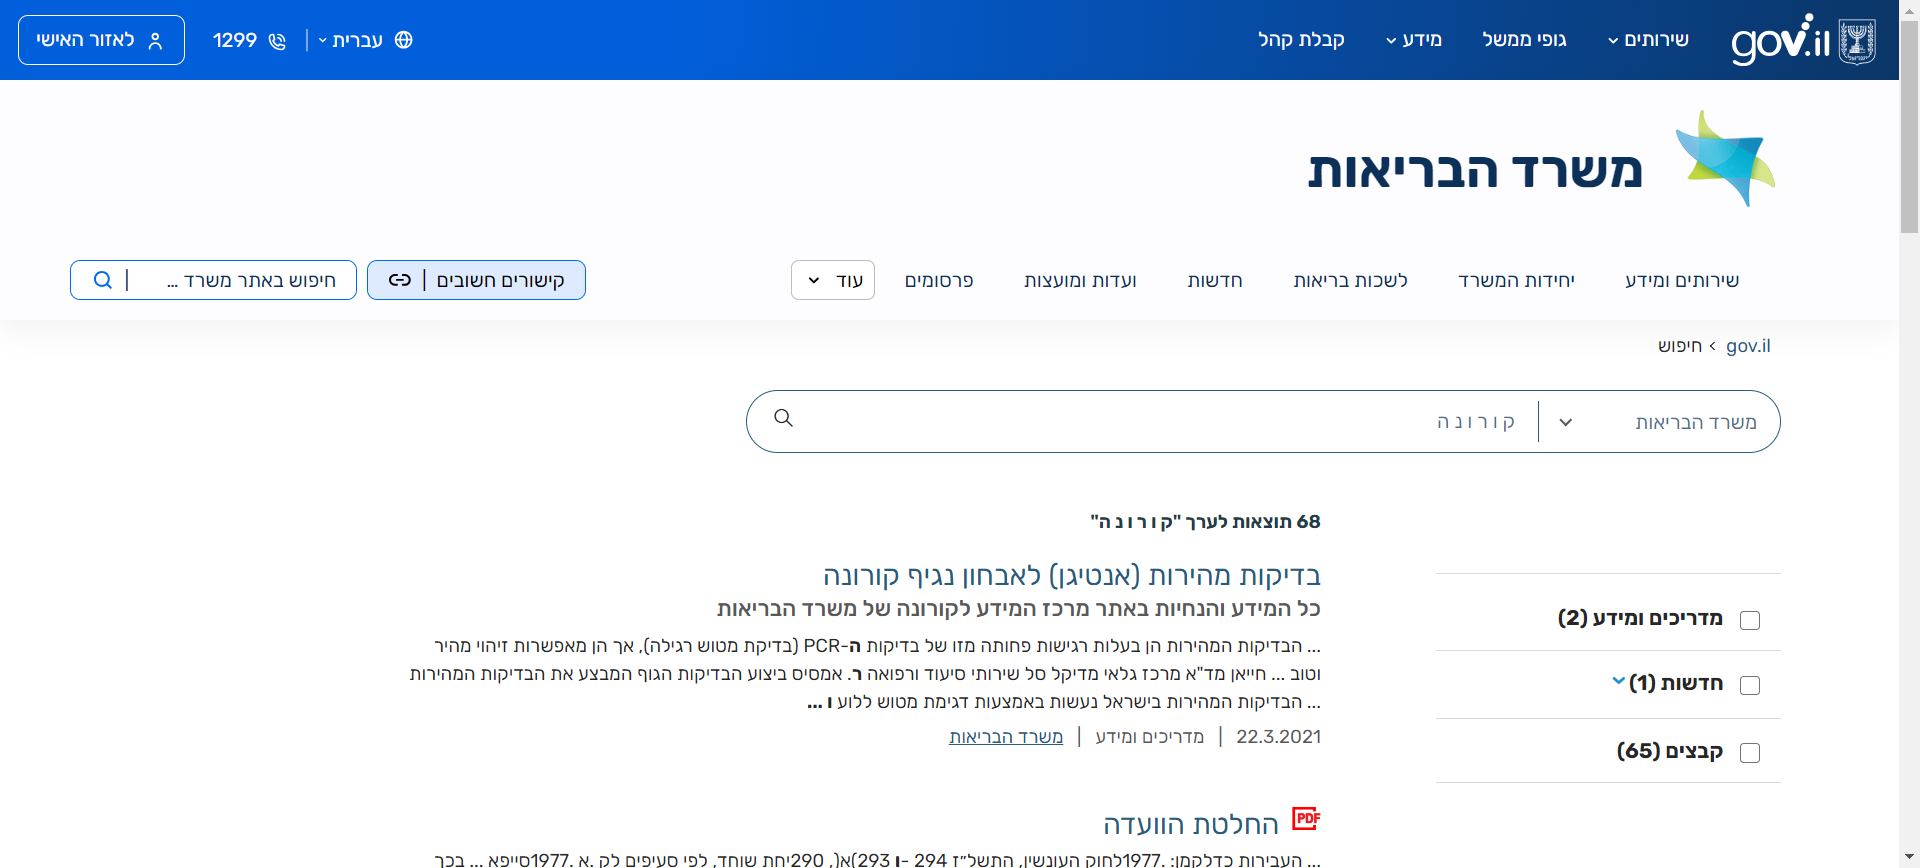 gov.il
שירותים
גופי ממשל
מידע
קבלת קהל
עברית
1299
לאזור האישי
משרד הבריאות
שירותים ומידע
יחידות המשרד
לשכות בריאות
חדשות
ועדות ומועצות
פרסומים
עוד
קישורים חשובים
חיפוש באתר משרד ...
gov.il › חיפוש
משרד הבריאות
ק ו ר ו נ ה
68 תוצאות לערך "ק ו ר ו נ ה"
מדריכים ומידע (2)
חדשות (1)
קבצים (65)
בדיקות מהירות (אנטיגן) לאבחון נגיף קורונה
כל המידע והנחיות באתר מרכז המידע לקורונה של משרד הבריאות
... הבדיקות המהירות הן בעלות רגישות פחותה מזו של בדיקות ה-PCR (בדיקת מטוש רגילה), אך הן מאפשרות זיהוי מהיר
וטוב ... חייאן מד"א מרכז גלאי מדיקל סל שירותי סיעוד ורפואה ר. אמסיס ביצוע הבדיקות הגוף המבצע את הבדיקות המהירות
... הבדיקות המהירות בישראל נעשות באמצעות דגימת מטוש ללוע ו ...
22.3.2021 | מדריכים ומידע | משרד הבריאות
PDF החלטת הוועדה
... העבירות כדלקמן: .1977לחוק העונשין, התשל״ז 294 -ו 293)א(, 290יחת שוחד, לפי סעיפים לק .א .1977סייפא ... בכך